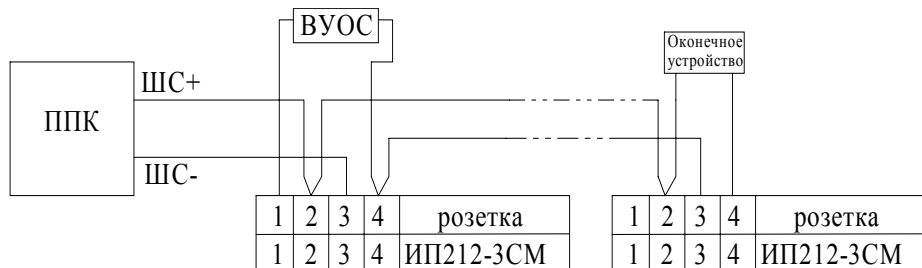 ВУОС
Оконечное
устройство
ППК
ШС+
ШС-
1 2 3 4 розетка
1 2 3 4 ИП212-3СМ
1 2 3 4 розетка
1 2 3 4 ИП212-3СМ